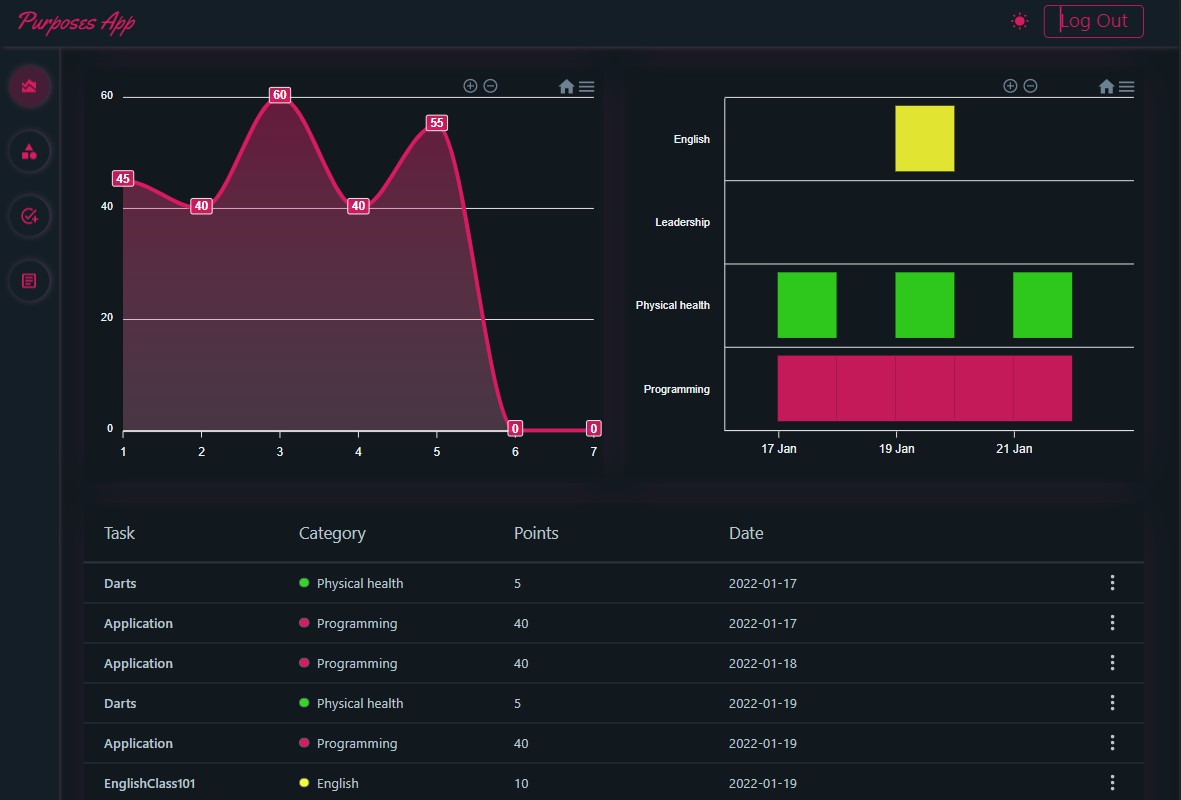 Purposes App
Log Out
60
40
20
0
45
40
60
40
55
0
0
1 2 3 4 5 6 7
English
Leadership
Physical health
Programming
17 Jan 19 Jan 21 Jan
Task Category Points Date
Darts Physical health 5 2022-01-17
Application Programming 40 2022-01-17
Application Programming 40 2022-01-18
Darts Physical health 5 2022-01-19
Application Programming 40 2022-01-19
EnglishClass101 English 10 2022-01-19